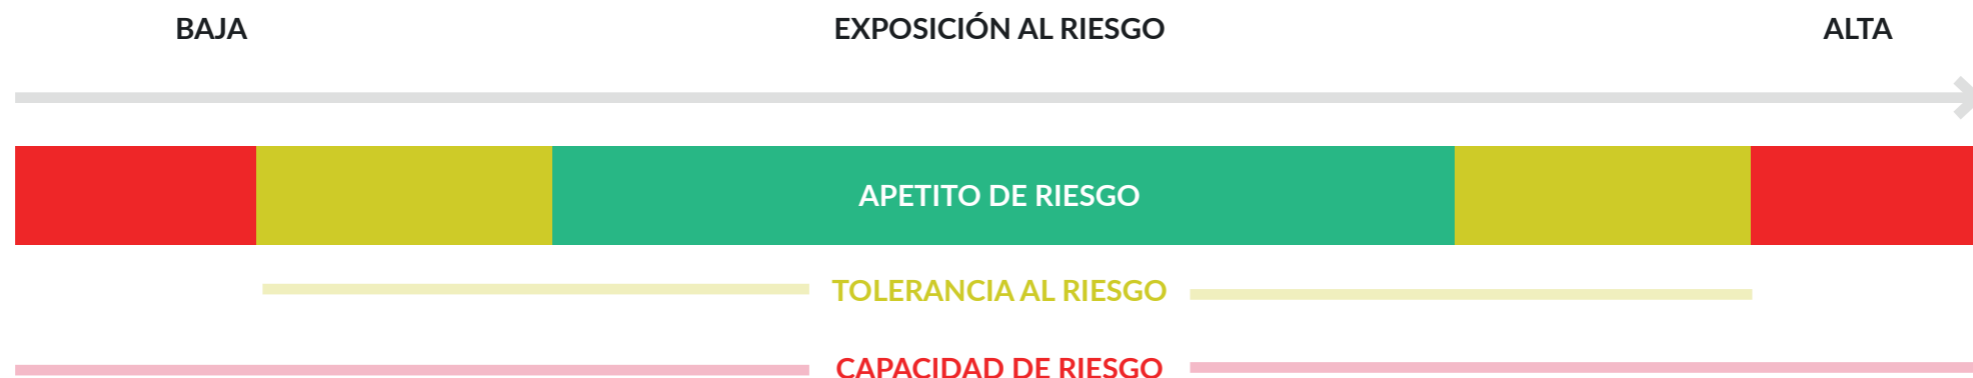 BAJA EXPOSICIÓN AL RIESGO ALTA
APETITO DE RIESGO
TOLERANCIA AL RIESGO
CAPACIDAD DE RIESGO